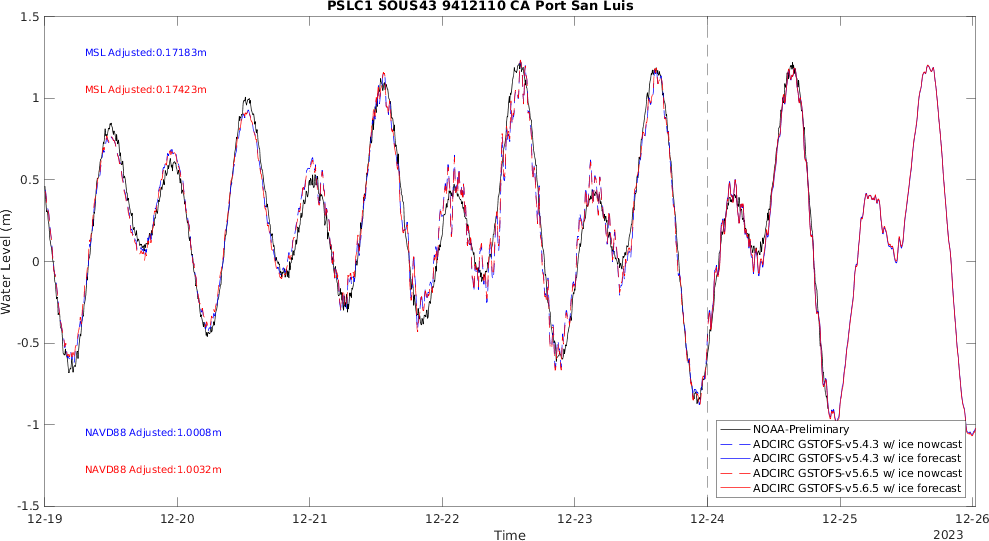 PSLC1 SOUS43 9412110 CA Port San Luis
1.5
1
0.5
0
-0.5
-1
-1.5
Water Level (m)
MSL Adjusted:0.17183m
MSL Adjusted:0.17423m
NAVD88 Adjusted:1.0008m
NAVD88 Adjusted:1.0032m
NOAA-Preliminary
ADCIRC GSTOFS-v5.4.3 w/ ice nowcast
ADCIRC GSTOFS-v5.4.3 w/ ice forecast
ADCIRC GSTOFS-v5.6.5 w/ ice nowcast
ADCIRC GSTOFS-v5.6.5 w/ ice forecast
12-19 12-20 12-21 12-22 12-23 12-24 12-25 12-26
Time
2023